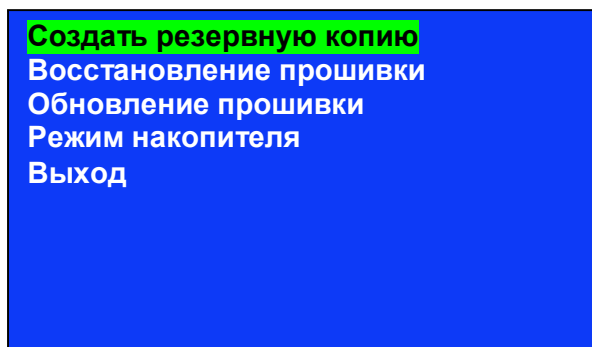 Создать резервную копию
Восстановление прошивки
Обновление прошивки
Режим накопителя
Выход